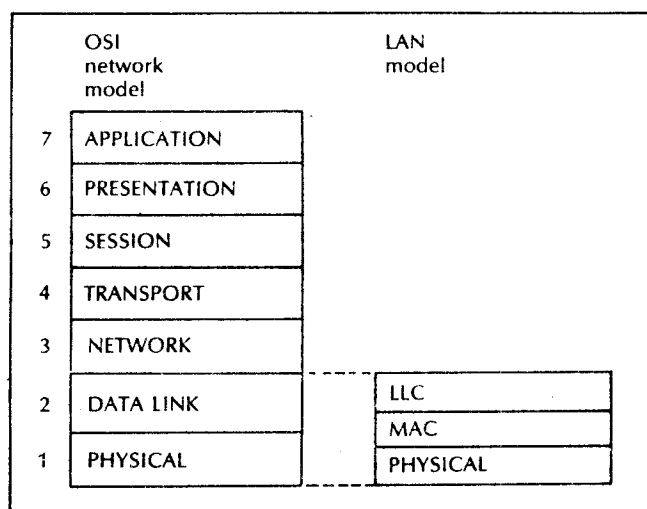 OSI
network
model
LAN
model
7 APPLICATION
6 PRESENTATION
5 SESSION
4 TRANSPORT
3 NETWORK
2 DATA LINK
1 PHYSICAL
LLC
MAC
PHYSICAL